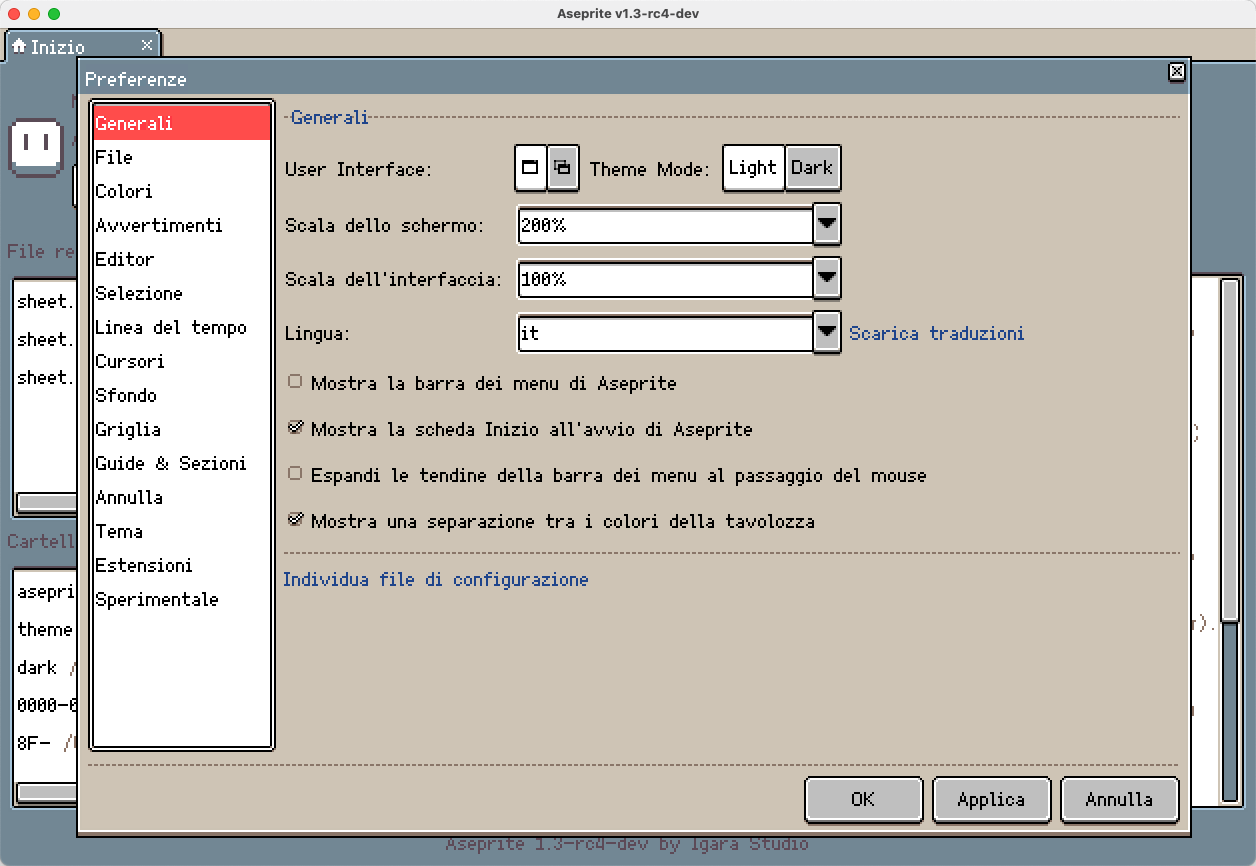 Aseprite v1.3-rc4-dev
Inizio
Preferenze
Generali
File
Colori
Avvertimenti
Editor
Selezione
Linea del tempo
Cursori
Sfondo
Griglia
Guide & Sezioni
Annulla
Tema
Estensioni
Sperimentale
Generali
User Interface:
Theme Mode: Light Dark
Scala dello schermo: 200%
Scala dell'interfaccia: 100%
Lingua: it Scarica traduzioni
Mostra la barra dei menu di Aseprite
Mostra la scheda Inizio all'avvio di Aseprite
Espandi le tendine della barra dei menu al passaggio del mouse
Mostra una separazione tra i colori della tavolozza
Individua file di configurazione
OK Applica Annulla
File re
sheet.
sheet.
sheet.
Cartell
asepri
theme
dark /
0000-0
8F- /
r).
Aseprite 1.3-rc4-dev by Igara Studio